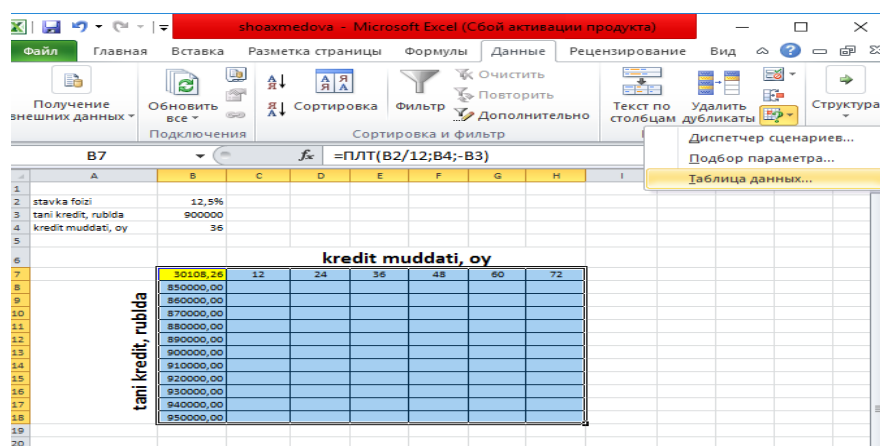 shoaxmedova - Microsoft Excel (Сбой активации продукта)
Файл Главная Вставка Разметка страницы Формулы Данные Рецензирование Вид
Получение внешних данных
Обновить все
Сортировка
Фильтр
Очистить
Повторить
Дополнительно
Текст по столбцам
Удалить дубликаты
Структура
Подключения
Сортировка и фильтр
Диспетчер сценариев...
Подбор параметра...
Таблица данных...
B7 fx =ПЛТ(B2/12;B4;-B3)
A B C D E F G H I
1
2 stavka foizi 12,5%
3 tani kredit, rublda 900000
4 kredit muddati, oy 36
5
6 kredit muddati, oy
7 30108,26 12 24 36 48 60 72
tani kredit, rublda
8 850000,00
9 860000,00
10 870000,00
11 880000,00
12 890000,00
13 900000,00
14 910000,00
15 920000,00
16 930000,00
17 940000,00
18 950000,00
19
20